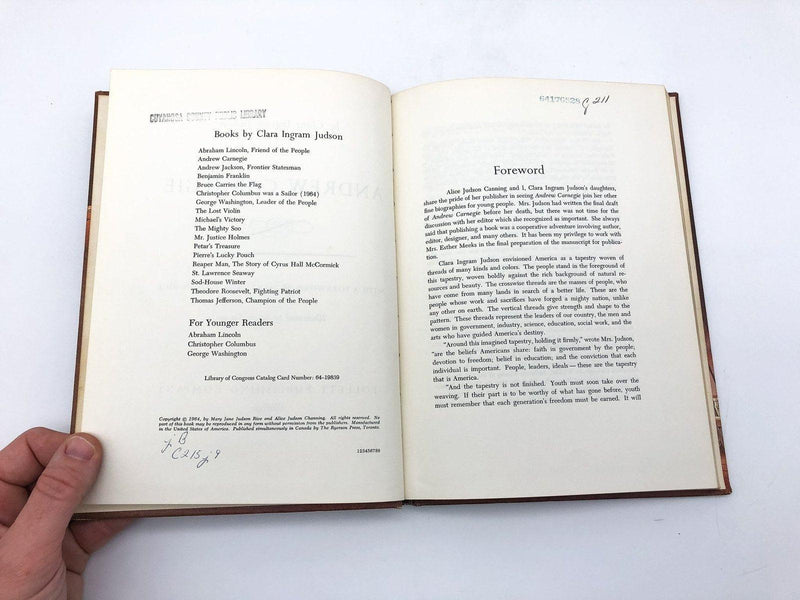 CUYAHOGA COUNTY PUBLIC LIBRARY
Books by Clara Ingram Judson
Abraham Lincoln, Friend of the People
Andrew Carnegie
Andrew Jackson, Frontier Statesman
Benjamin Franklin
Bruce Carries the Flag
Christopher Columbus was a Sailor (1964)
George Washington, Leader of the People
The Lost Violin
Michael's Victory
The Mighty Soo
Mr. Justice Holmes
Petar's Treasure
Pierre's Lucky Pouch
Reaper Man, The Story of Cyrus Hall McCormick
St. Lawrence Seaway
Sod-House Winter
Theodore Roosevelt, Fighting Patriot
Thomas Jefferson, Champion of the People
For Younger Readers
Abraham Lincoln
Christopher Columbus
George Washington
Library of Congress Catalog Card Number: 64-19839
Copyright © 1964, by Mary Jane Judson Rice and Alice Judson Channing. All rights reserved. No
part of this book may be reproduced in any form without permission from the publishers. Manufactured
in the United States of America. Published simultaneously in Canada by The Ryerson Press, Toronto.
j B
C21Bj9
123456789
64170828 g 211
Foreword
Alice Judson Canning and I, Clara Ingram Judson's daughters,
share the pride of her publisher in seeing Andrew Carnegie join her other
fine biographies for young people. Mrs. Judson had written the final draft
of Andrew Carnegie before her death, but there was not time for the
discussion with her editor which she recognized as important. She always
said that publishing a book was a cooperative adventure involving author,
editor, designer, and many others. It has been my privilege to work with
Mrs. Esther Meeks in the final preparation of the manuscript for publica-
tion.
Clara Ingram Judson envisioned America as a tapestry woven of
threads of many kinds and colors. The people stand in the foreground of
this tapestry, woven boldly against the rich background of natural re-
sources and beauty. The crosswise threads are the masses of people, who
have come from many lands in search of a better life. These are the
people whose work and sacrifices have forged a mighty nation, unlike
any other on earth. The vertical threads give strength and shape to the
pattern. These threads represent the leaders of our country, the men and
women in government, industry, science, education, social work, and the
arts who have guided America's destiny.
"Around this imagined tapestry, holding it firmly," wrote Mrs. Judson,
"are the beliefs Americans share: faith in government by the people;
devotion to freedom; belief in education; and the conviction that each
individual is important. People, leaders, ideals — these are the tapestry
that is America.
"And the tapestry is not finished. Youth must soon take over the
weaving. If their part is to be worthy of what has gone before, youth
must remember that each generation's freedom must be earned. It will